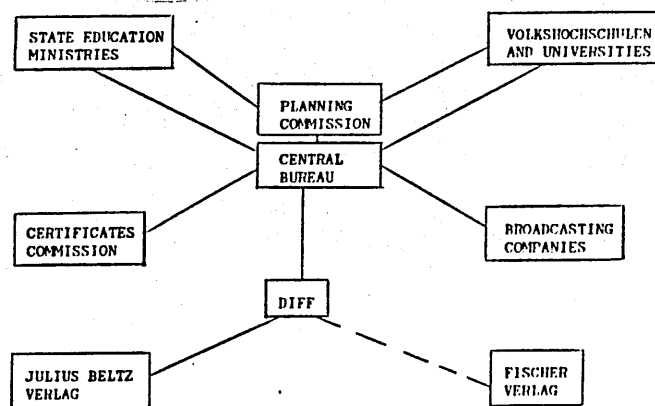 STATE EDUCATION
MINISTRIES
VOLKSHOCHSCHULEN
AND UNIVERSITIES
PLANNING
COMMISSION
CENTRAL
BUREAU
CERTIFICATES
COMMISSION
BROADCASTING
COMPANIES
DIFF
JULIUS BELTZ
VERLAG
FISCHER
VERLAG